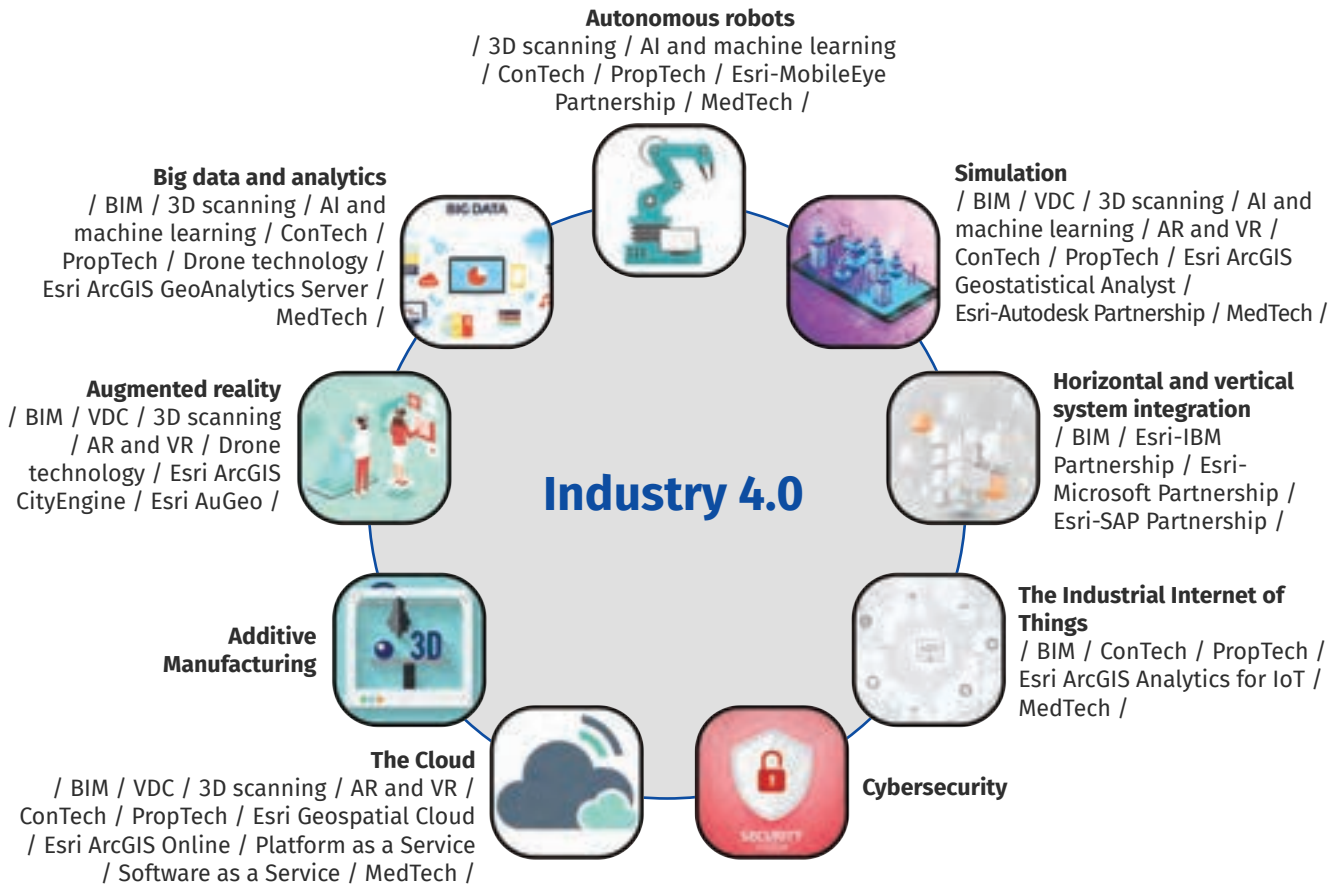 Autonomous robots
/ 3D scanning / AI and machine learning
/ ConTech / PropTech / Esri-MobileEye
Partnership / MedTech /
Big data and analytics
/ BIM / 3D scanning / AI and
machine learning / ConTech /
PropTech / Drone technology /
Esri ArcGIS GeoAnalytics Server /
MedTech /
BIG DATA
Simulation
/ BIM / VDC / 3D scanning / AI and
machine learning / AR and VR /
ConTech / PropTech / Esri ArcGIS
Geostatistical Analyst /
Esri-Autodesk Partnership / MedTech /
Augmented reality
/ BIM / VDC / 3D scanning
/ AR and VR / Drone
technology / Esri ArcGIS
CityEngine / Esri AuGeo /
Horizontal and vertical
system integration
/ BIM / Esri-IBM
Partnership / Esri-
Microsoft Partnership /
Esri-SAP Partnership /
Industry 4.0
Additive
Manufacturing
3D
The Industrial Internet of
Things
/ BIM / ConTech / PropTech /
Esri ArcGIS Analytics for IoT /
MedTech /
The Cloud
/ BIM / VDC / 3D scanning / AR and VR /
ConTech / PropTech / Esri Geospatial Cloud
/ Esri ArcGIS Online / Platform as a Service
/ Software as a Service / MedTech /
Cybersecurity
SECURITY